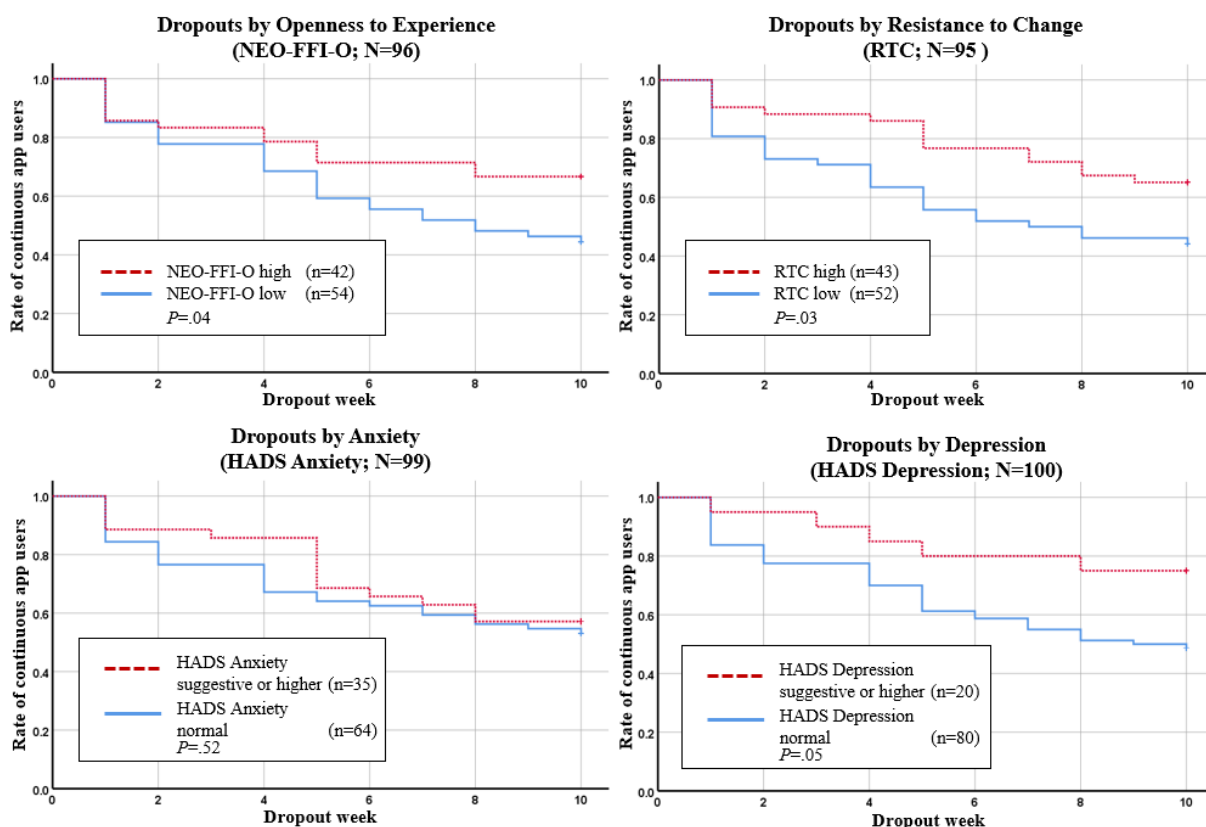 Dropouts by Openness to Experience
(NEO-FFI-O; N=96)
Rate of continuous app users
1.0
0.8
0.6
0.4
0.2
0.0
NEO-FFI-O high (n=42)
NEO-FFI-O low (n=54)
P=.04
0 2 4 6 8 10
Dropout week
Dropouts by Resistance to Change
(RTC; N=95 )
Rate of continuous app users
1.0
0.8
0.6
0.4
0.2
0.0
RTC high (n=43)
RTC low (n=52)
P=.03
0 2 4 6 8 10
Dropout week
Dropouts by Anxiety
(HADS Anxiety; N=99)
Rate of continuous app users
1.0
0.8
0.6
0.4
0.2
0.0
HADS Anxiety
suggestive or higher (n=35)
HADS Anxiety
normal (n=64)
P=.52
0 2 4 6 8 10
Dropout week
Dropouts by Depression
(HADS Depression; N=100)
Rate of continuous app users
1.0
0.8
0.6
0.4
0.2
0.0
HADS Depression
suggestive or higher (n=20)
HADS Depression
normal (n=80)
P=.05
0 2 4 6 8 10
Dropout week